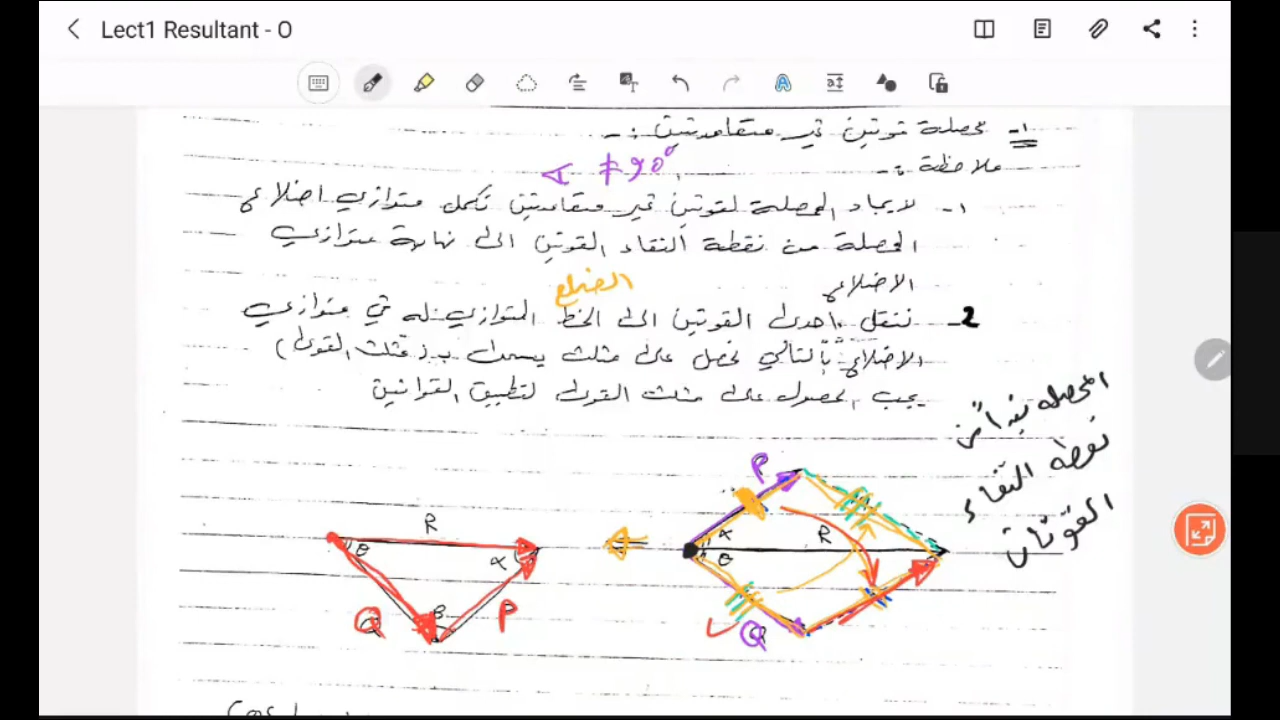 Lect1 Resultant - O
١- محصلة قوتين غير متعامدتين :-
ملاحظة :-
∢ ≠ 90°
١- لايجاد المحصلة لقوتين غير متعامدتين نكمل متوازي اضلاع
المحصلة من نقطة التقاء القوتين الى نهاية متوازي
الاضلاع
الضلع
2- ننقل احدى القوتين الى الخط الموازي له في متوازي
الاضلاع بالتالي نحصل على مثلث يسمى بـ (مثلث القوى)
يجب الحصول على مثلث القوى لتطبيق القوانين
المحصلة تبدأ من
نقطة التقاء
القوتان
P
R
R
α
θ
θ
α
β
Q
P
Q